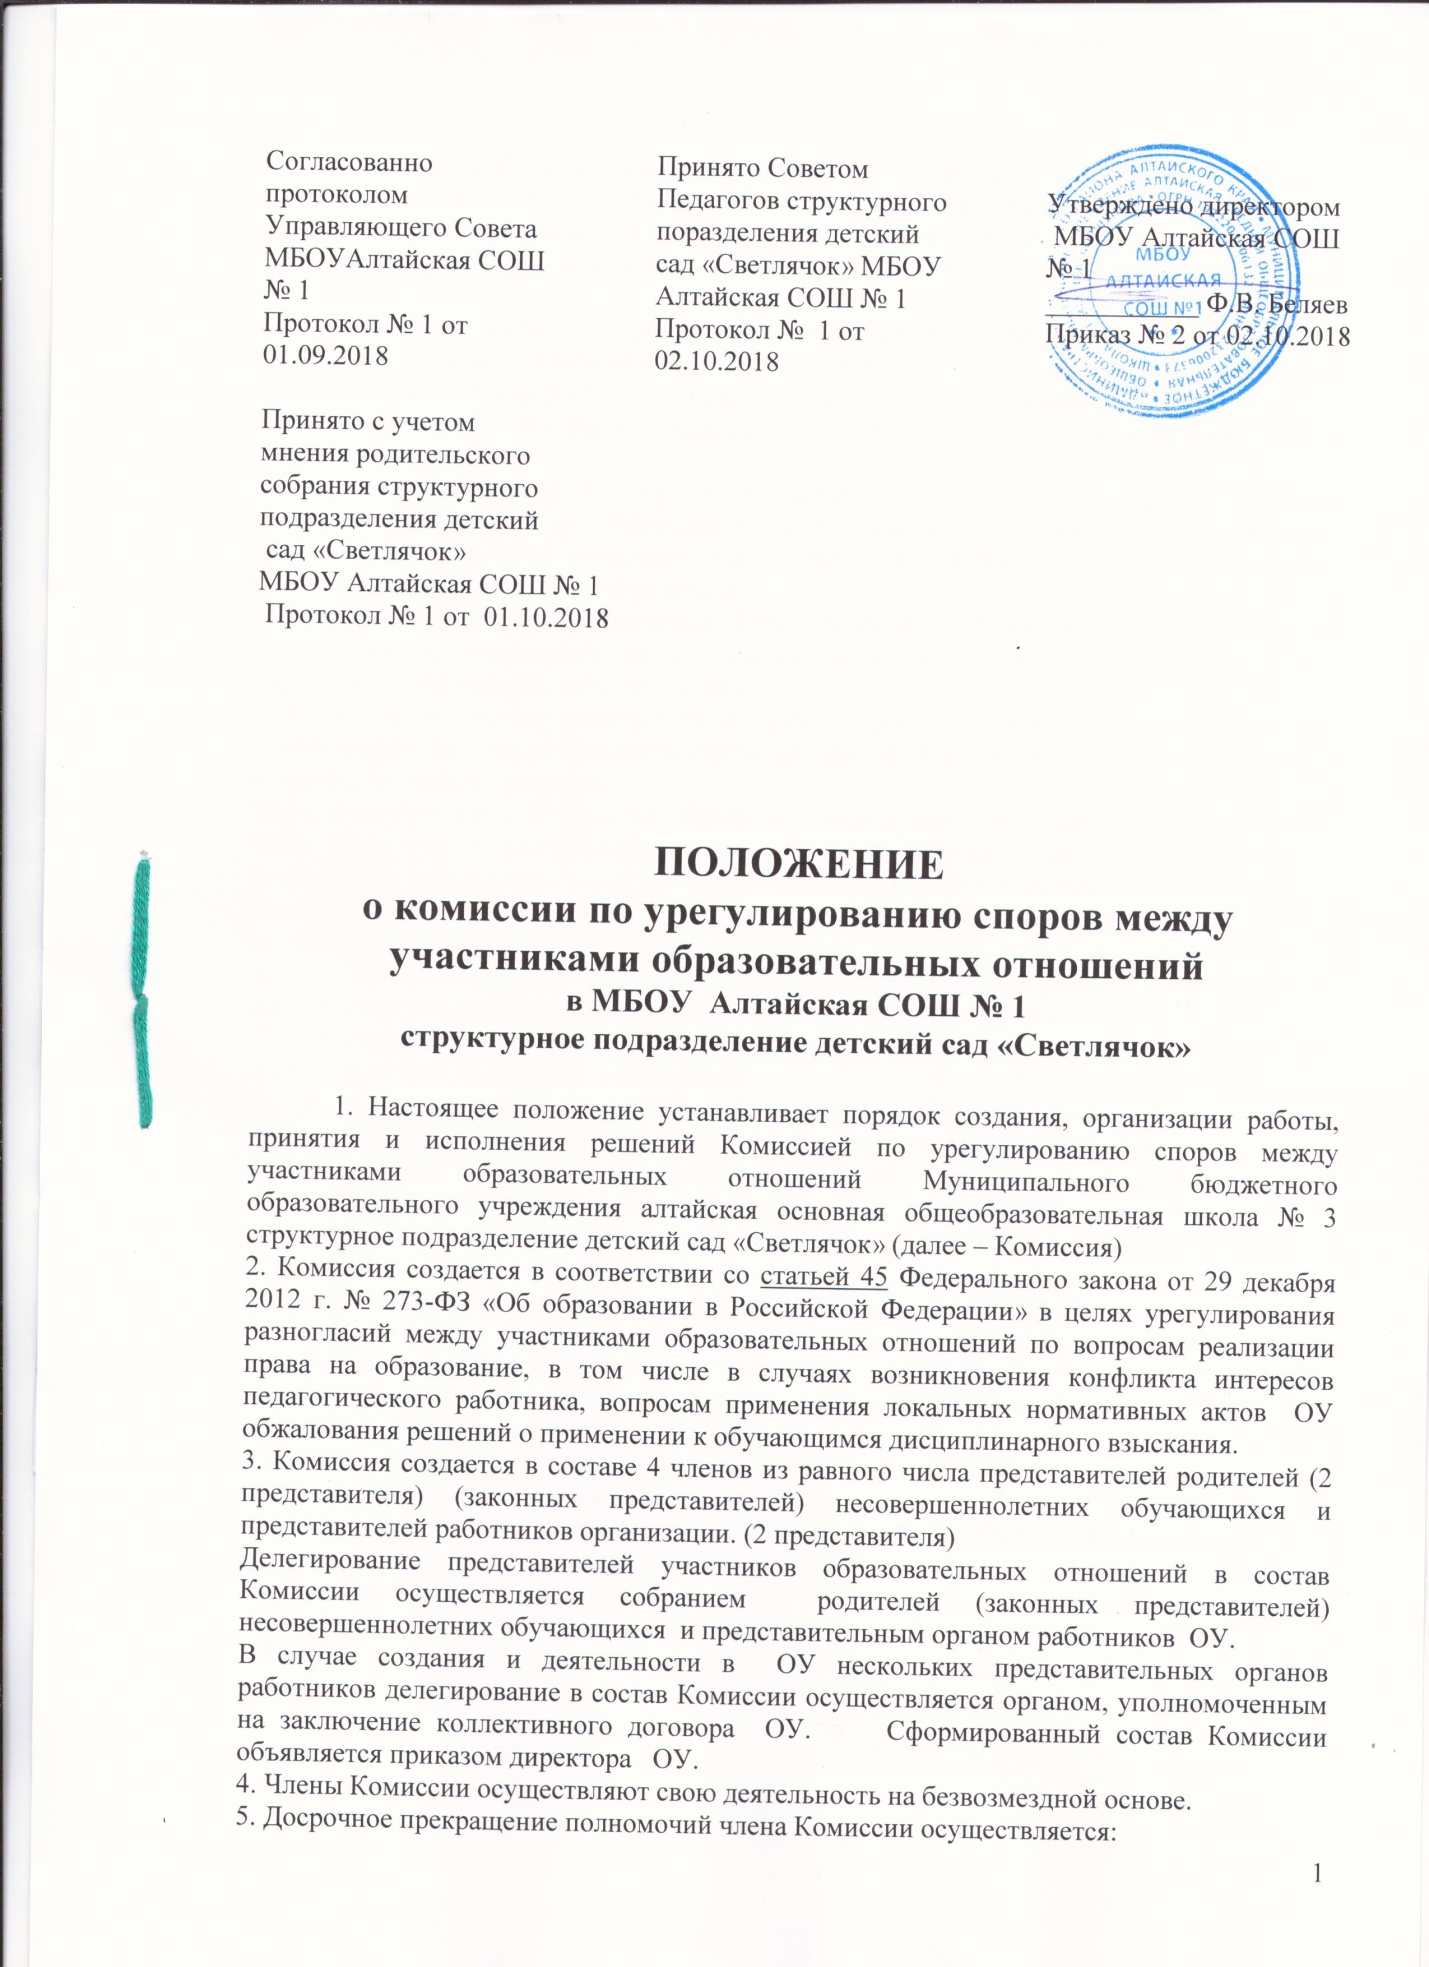 Согласованно
протоколом
Управляющего Совета
МБОУАлтайская СОШ
№ 1
Протокол № 1 от
01.09.2018
Принято Советом
Педагогов структурного
поразделения детский
сад «Светлячок» МБОУ
Алтайская СОШ № 1
Протокол №  1 от
02.10.2018
Утверждено директором
МБОУ Алтайская СОШ
№ 1
___________ Ф.В. Беляев
Приказ № 2 от 02.10.2018
МБОУ
АЛТАЙСКАЯ
СОШ №1
Принято с учетом
мнения родительского
собрания структурного
подразделения детский
сад «Светлячок»
МБОУ Алтайская СОШ № 1
Протокол № 1 от  01.10.2018
ПОЛОЖЕНИЕ
о комиссии по урегулированию споров между
участниками образовательных отношений
в МБОУ  Алтайская СОШ № 1
структурное подразделение детский сад «Светлячок»
1. Настоящее положение устанавливает порядок создания, организации работы,
принятия и исполнения решений Комиссией по урегулированию споров между
участниками образовательных отношений Муниципального бюджетного
образовательного учреждения алтайская основная общеобразовательная школа № 3
структурное подразделение детский сад «Светлячок» (далее – Комиссия)
2. Комиссия создается в соответствии со статьей 45 Федерального закона от 29 декабря
2012 г. № 273-ФЗ «Об образовании в Российской Федерации» в целях урегулирования
разногласий между участниками образовательных отношений по вопросам реализации
права на образование, в том числе в случаях возникновения конфликта интересов
педагогического работника, вопросам применения локальных нормативных актов  ОУ
обжалования решений о применении к обучающимся дисциплинарного взыскания.
3. Комиссия создается в составе 4 членов из равного числа представителей родителей (2
представителя) (законных представителей) несовершеннолетних обучающихся и
представителей работников организации. (2 представителя)
Делегирование представителей участников образовательных отношений в состав
Комиссии осуществляется собранием  родителей (законных представителей)
несовершеннолетних обучающихся  и представительным органом работников  ОУ.
В случае создания и деятельности в  ОУ нескольких представительных органов
работников делегирование в состав Комиссии осуществляется органом, уполномоченным
на заключение коллективного договора  ОУ.  Сформированный состав Комиссии
объявляется приказом директора  ОУ.
4. Члены Комиссии осуществляют свою деятельность на безвозмездной основе.
5. Досрочное прекращение полномочий члена Комиссии осуществляется:
1